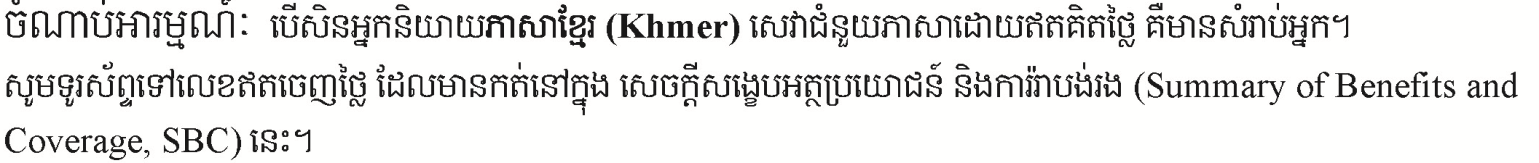 ចំណាប់អារម្មណ៍ៈ បើសិនអ្នកនិយាយភាសាខ្មែរ (Khmer) សេវាជំនួយភាសាដោយឥតគិតថ្លៃ គឺមានសំរាប់អ្នក។
សូមទូរស័ព្ទទៅលេខឥតចេញថ្លៃ ដែលមានកត់នៅក្នុង សេចក្ដីសង្ខេបអត្ថប្រយោជន៍ និងការរ៉ាប់រង (Summary of Benefits and
Coverage, SBC) នេះ។